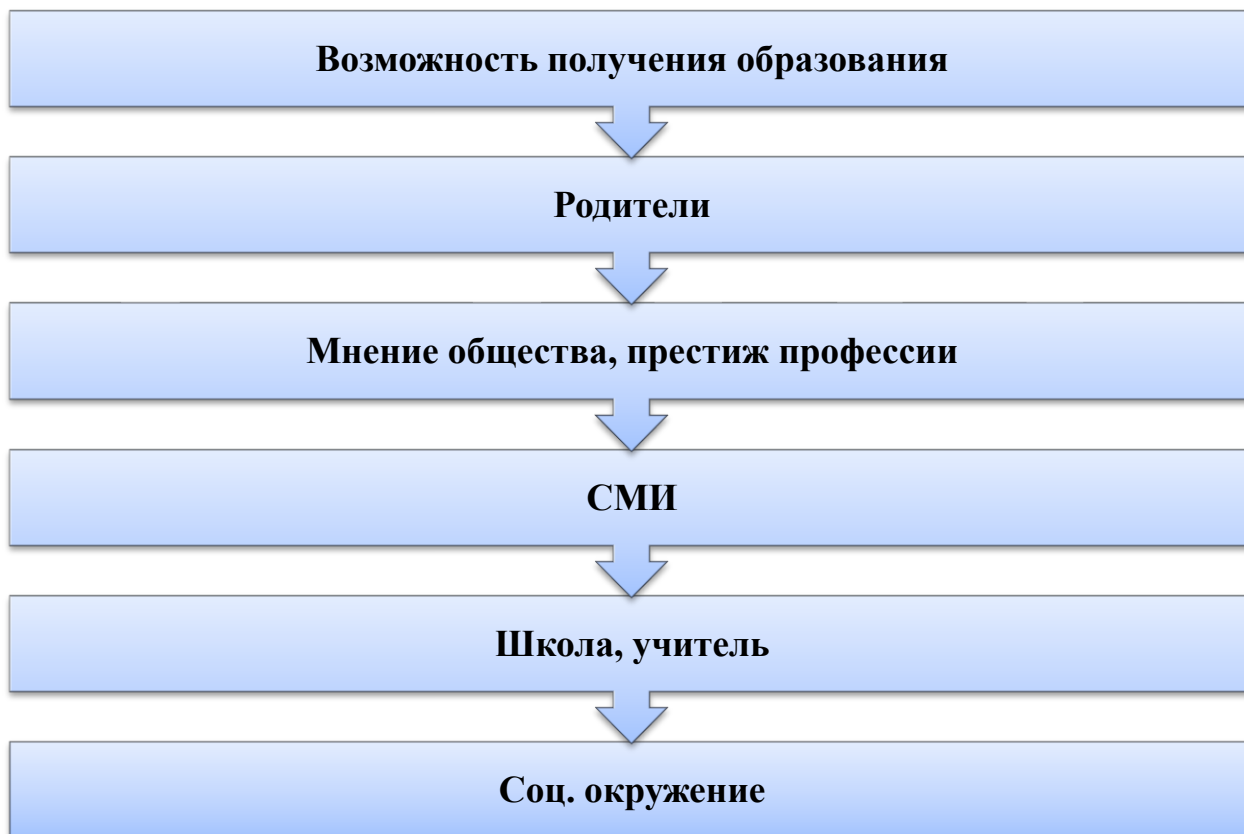 Возможность получения образования
Родители
Мнение общества, престиж профессии
СМИ
Школа, учитель
Соц. окружение